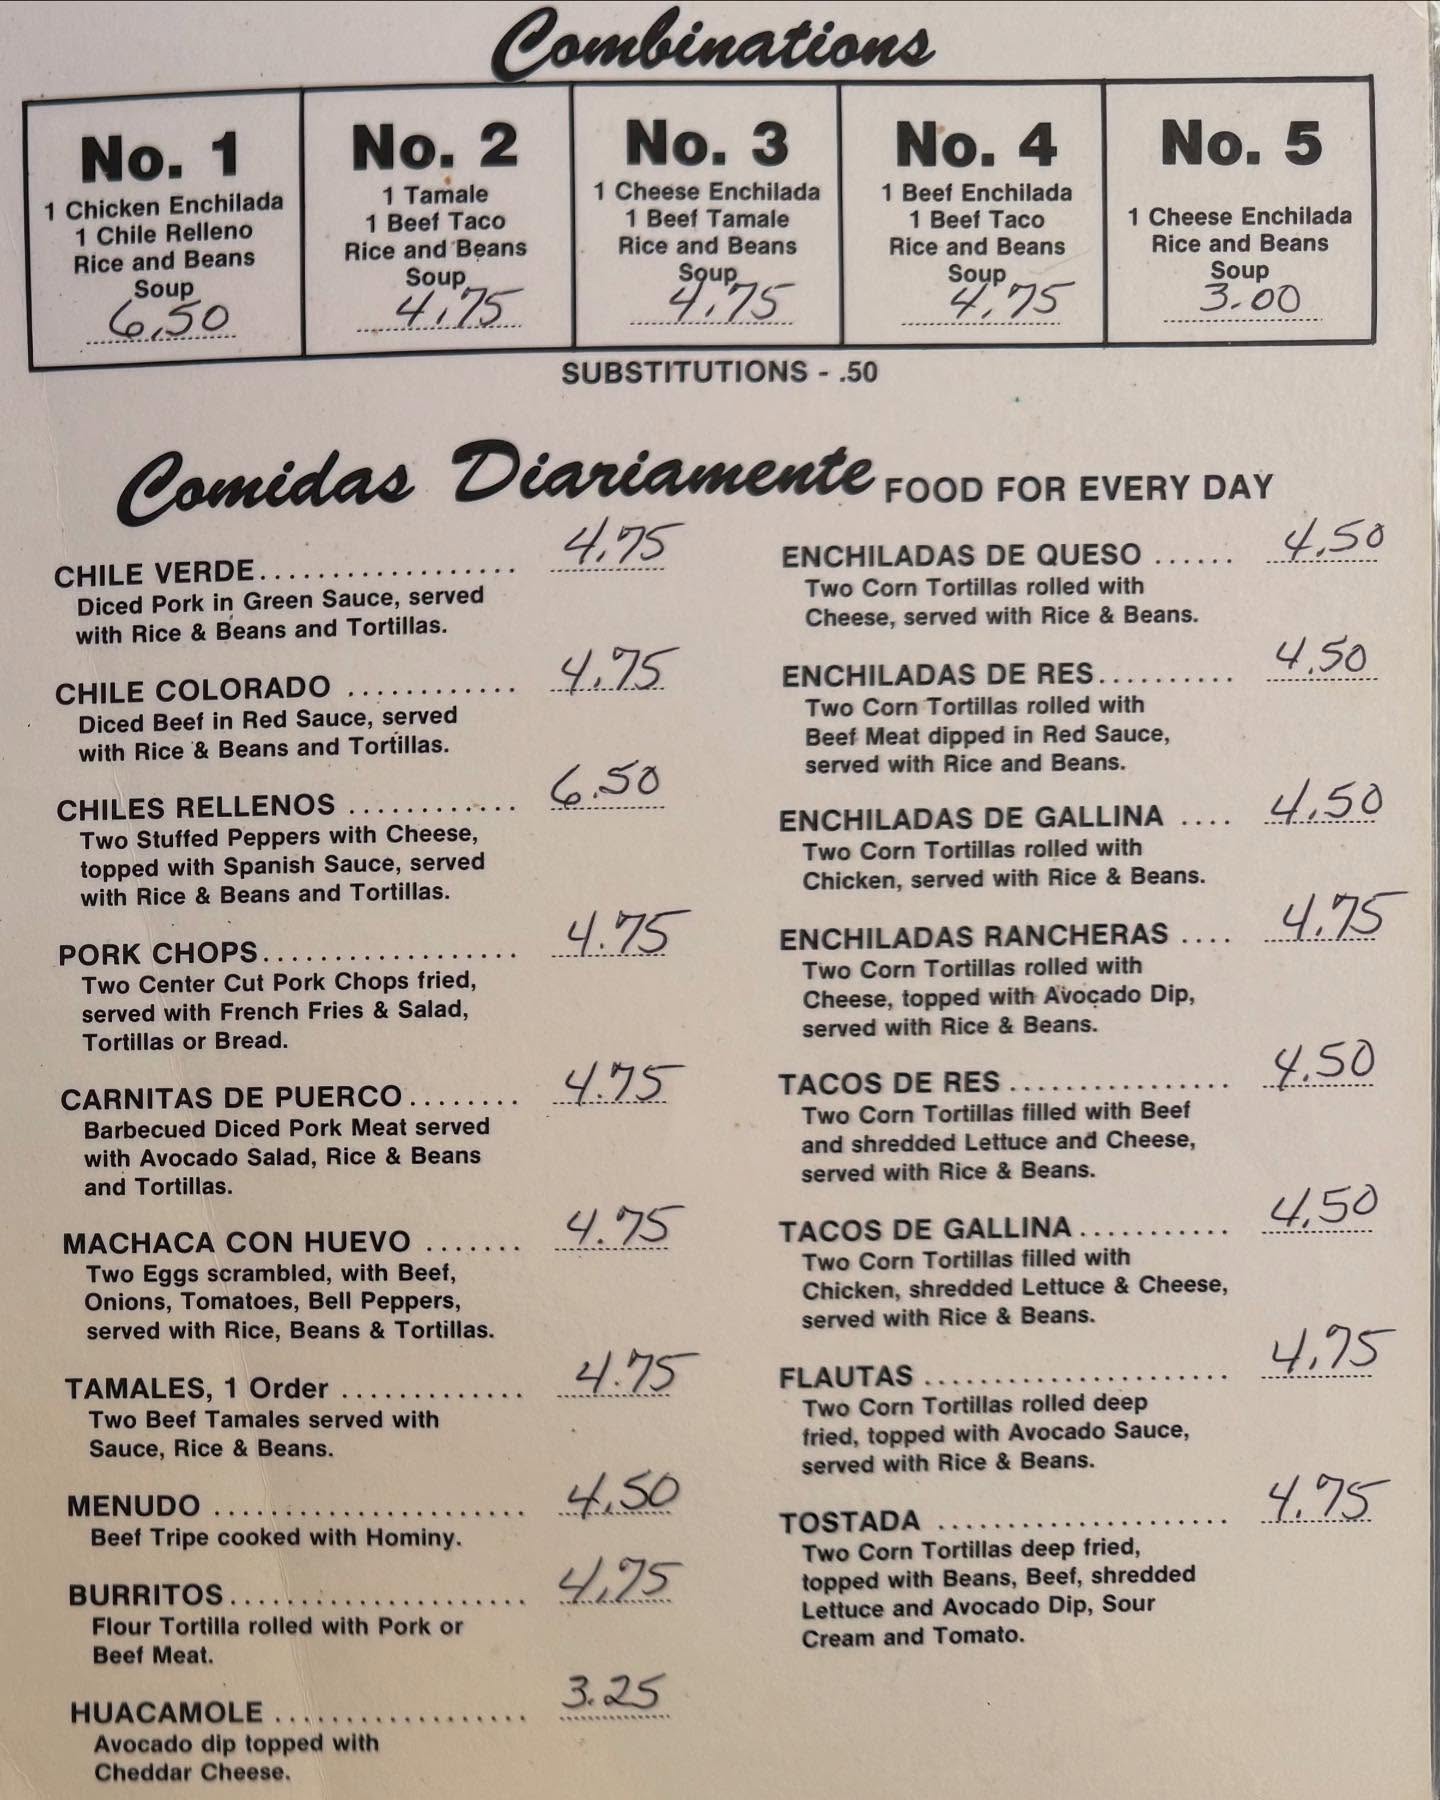 Combinations
No. 1
1 Chicken Enchilada
1 Chile Relleno
Rice and Beans
Soup
6.50
No. 2
1 Tamale
1 Beef Taco
Rice and Beans
Soup
4.75
No. 3
1 Cheese Enchilada
1 Beef Tamale
Rice and Beans
Soup
4.75
No. 4
1 Beef Enchilada
1 Beef Taco
Rice and Beans
Soup
4.75
No. 5
1 Cheese Enchilada
Rice and Beans
Soup
3.00
SUBSTITUTIONS - .50
Comidas Diariamente FOOD FOR EVERY DAY
CHILE VERDE.................. 4.75
Diced Pork in Green Sauce, served
with Rice & Beans and Tortillas.
CHILE COLORADO ............ 4.75
Diced Beef in Red Sauce, served
with Rice & Beans and Tortillas.
CHILES RELLENOS ............ 6.50
Two Stuffed Peppers with Cheese,
topped with Spanish Sauce, served
with Rice & Beans and Tortillas.
PORK CHOPS.................. 4.75
Two Center Cut Pork Chops fried,
served with French Fries & Salad,
Tortillas or Bread.
CARNITAS DE PUERCO........ 4.75
Barbecued Diced Pork Meat served
with Avocado Salad, Rice & Beans
and Tortillas.
MACHACA CON HUEVO ....... 4.75
Two Eggs scrambled, with Beef,
Onions, Tomatoes, Bell Peppers,
served with Rice, Beans & Tortillas.
TAMALES, 1 Order ............. 4.75
Two Beef Tamales served with
Sauce, Rice & Beans.
MENUDO ...................... 4.50
Beef Tripe cooked with Hominy.
BURRITOS..................... 4.75
Flour Tortilla rolled with Pork or
Beef Meat.
HUACAMOLE .................. 3.25
Avocado dip topped with
Cheddar Cheese.
ENCHILADAS DE QUESO ...... 4.50
Two Corn Tortillas rolled with
Cheese, served with Rice & Beans.
ENCHILADAS DE RES.......... 4.50
Two Corn Tortillas rolled with
Beef Meat dipped in Red Sauce,
served with Rice and Beans.
ENCHILADAS DE GALLINA .... 4.50
Two Corn Tortillas rolled with
Chicken, served with Rice & Beans.
ENCHILADAS RANCHERAS .... 4.75
Two Corn Tortillas rolled with
Cheese, topped with Avocado Dip,
served with Rice & Beans.
TACOS DE RES................ 4.50
Two Corn Tortillas filled with Beef
and shredded Lettuce and Cheese,
served with Rice & Beans.
TACOS DE GALLINA........... 4.50
Two Corn Tortillas filled with
Chicken, shredded Lettuce & Cheese,
served with Rice & Beans.
FLAUTAS ...................... 4.75
Two Corn Tortillas rolled deep
fried, topped with Avocado Sauce,
served with Rice & Beans.
TOSTADA ..................... 4.75
Two Corn Tortillas deep fried,
topped with Beans, Beef, shredded
Lettuce and Avocado Dip, Sour
Cream and Tomato.